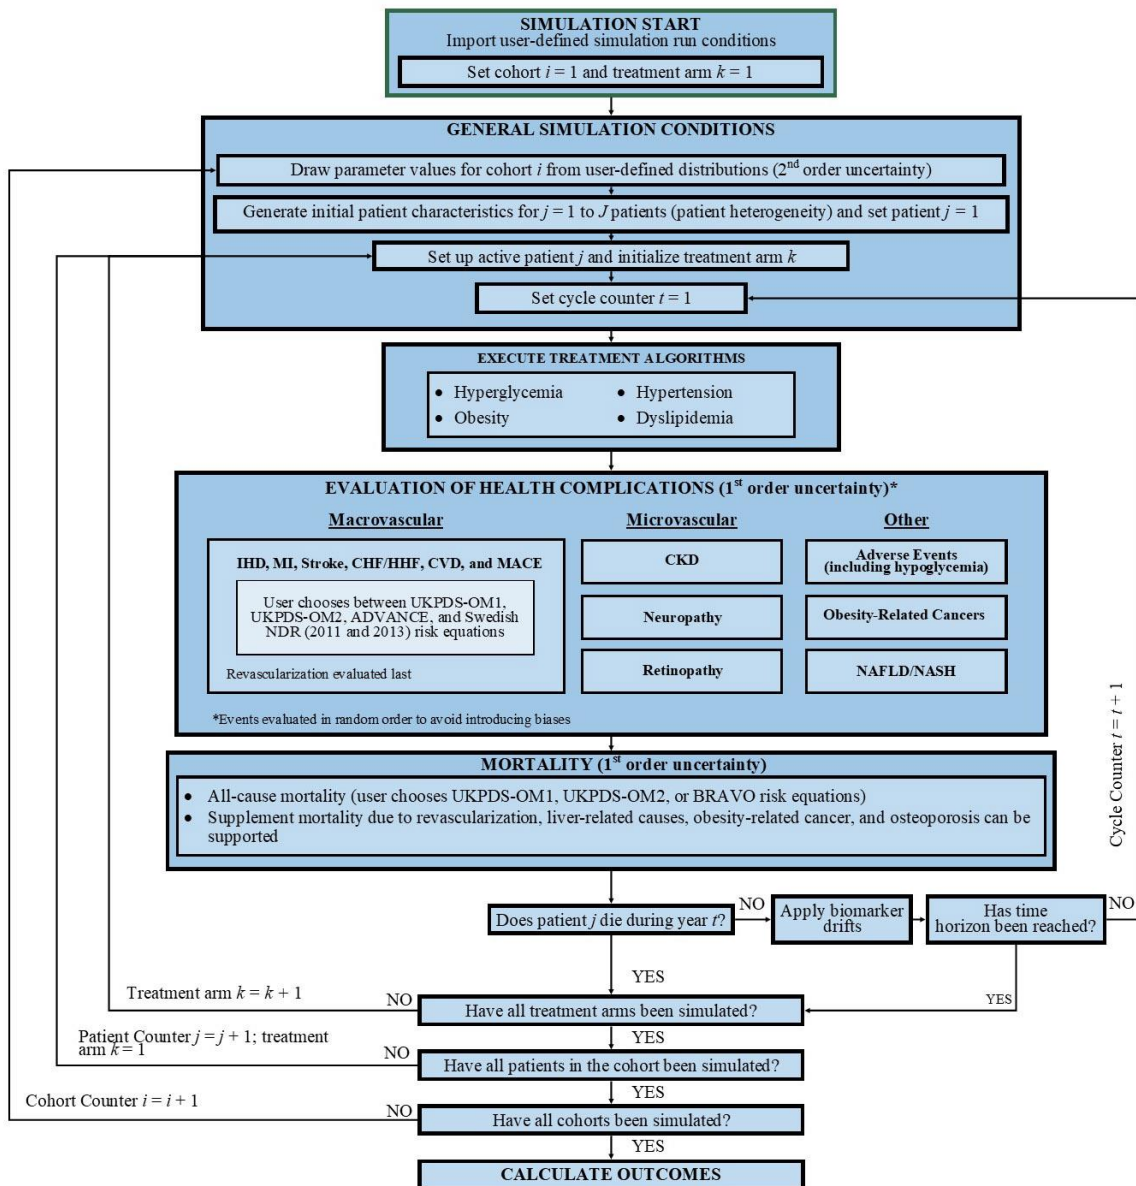 SIMULATION START
Import user-defined simulation run conditions
Set cohort i = 1 and treatment arm k = 1
GENERAL SIMULATION CONDITIONS
Draw parameter values for cohort i from user-defined distributions (2nd order uncertainty)
Generate initial patient characteristics for j = 1 to J patients (patient heterogeneity) and set patient j = 1
Set up active patient j and initialize treatment arm k
Set cycle counter t = 1
EXECUTE TREATMENT ALGORITHMS
• Hyperglycemia
• Hypertension
• Obesity
• Dyslipidemia
EVALUATION OF HEALTH COMPLICATIONS (1st order uncertainty)*
Macrovascular
IHD, MI, Stroke, CHF/HHF, CVD, and MACE
User chooses between UKPDS-OM1,
UKPDS-OM2, ADVANCE, and Swedish
NDR (2011 and 2013) risk equations
Revascularization evaluated last
Microvascular
CKD
Neuropathy
Retinopathy
Other
Adverse Events
(including hypoglycemia)
Obesity-Related Cancers
NAFLD/NASH
*Events evaluated in random order to avoid introducing biases
Cycle Counter t = t + 1
MORTALITY (1st order uncertainty)
• All-cause mortality (user chooses UKPDS-OM1, UKPDS-OM2, or BRAVO risk equations)
• Supplement mortality due to revascularization, liver-related causes, obesity-related cancer, and osteoporosis can be
supported
Does patient j die during year t?
NO
Apply biomarker
drifts
Has time
horizon been reached?
NO
YES
YES
Treatment arm k = k + 1
NO
Have all treatment arms been simulated?
YES
Patient Counter j = j + 1; treatment
arm k = 1
NO
Have all patients in the cohort been simulated?
YES
Cohort Counter i = i + 1
NO
Have all cohorts been simulated?
YES
CALCULATE OUTCOMES